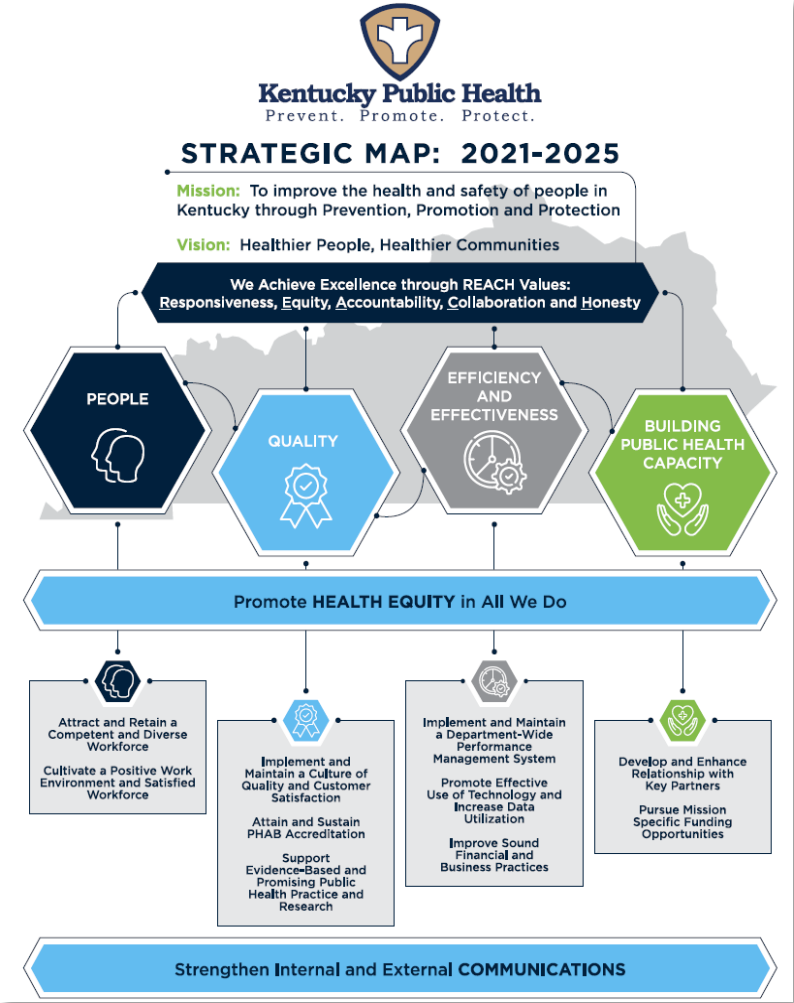 Kentucky Public Health
Prevent. Promote. Protect.
STRATEGIC MAP: 2021-2025
Mission: To improve the health and safety of people in
Kentucky through Prevention, Promotion and Protection
Vision: Healthier People, Healthier Communities
We Achieve Excellence through REACH Values:
Responsiveness, Equity, Accountability, Collaboration and Honesty
PEOPLE
QUALITY
EFFICIENCY
AND
EFFECTIVENESS
BUILDING
PUBLIC HEALTH
CAPACITY
Promote HEALTH EQUITY in All We Do
Attract and Retain a
Competent and Diverse
Workforce
Cultivate a Positive Work
Environment and Satisfied
Workforce
Implement and
Maintain a Culture of
Quality and Customer
Satisfaction
Attain and Sustain
PHAB Accreditation
Support
Evidence-Based and
Promising Public
Health Practice and
Research
Implement and Maintain
a Department-Wide
Performance
Management System
Promote Effective
Use of Technology and
Increase Data
Utilization
Improve Sound
Financial and
Business Practices
Develop and Enhance
Relationship with
Key Partners
Pursue Mission
Specific Funding
Opportunities
Strengthen Internal and External COMMUNICATIONS